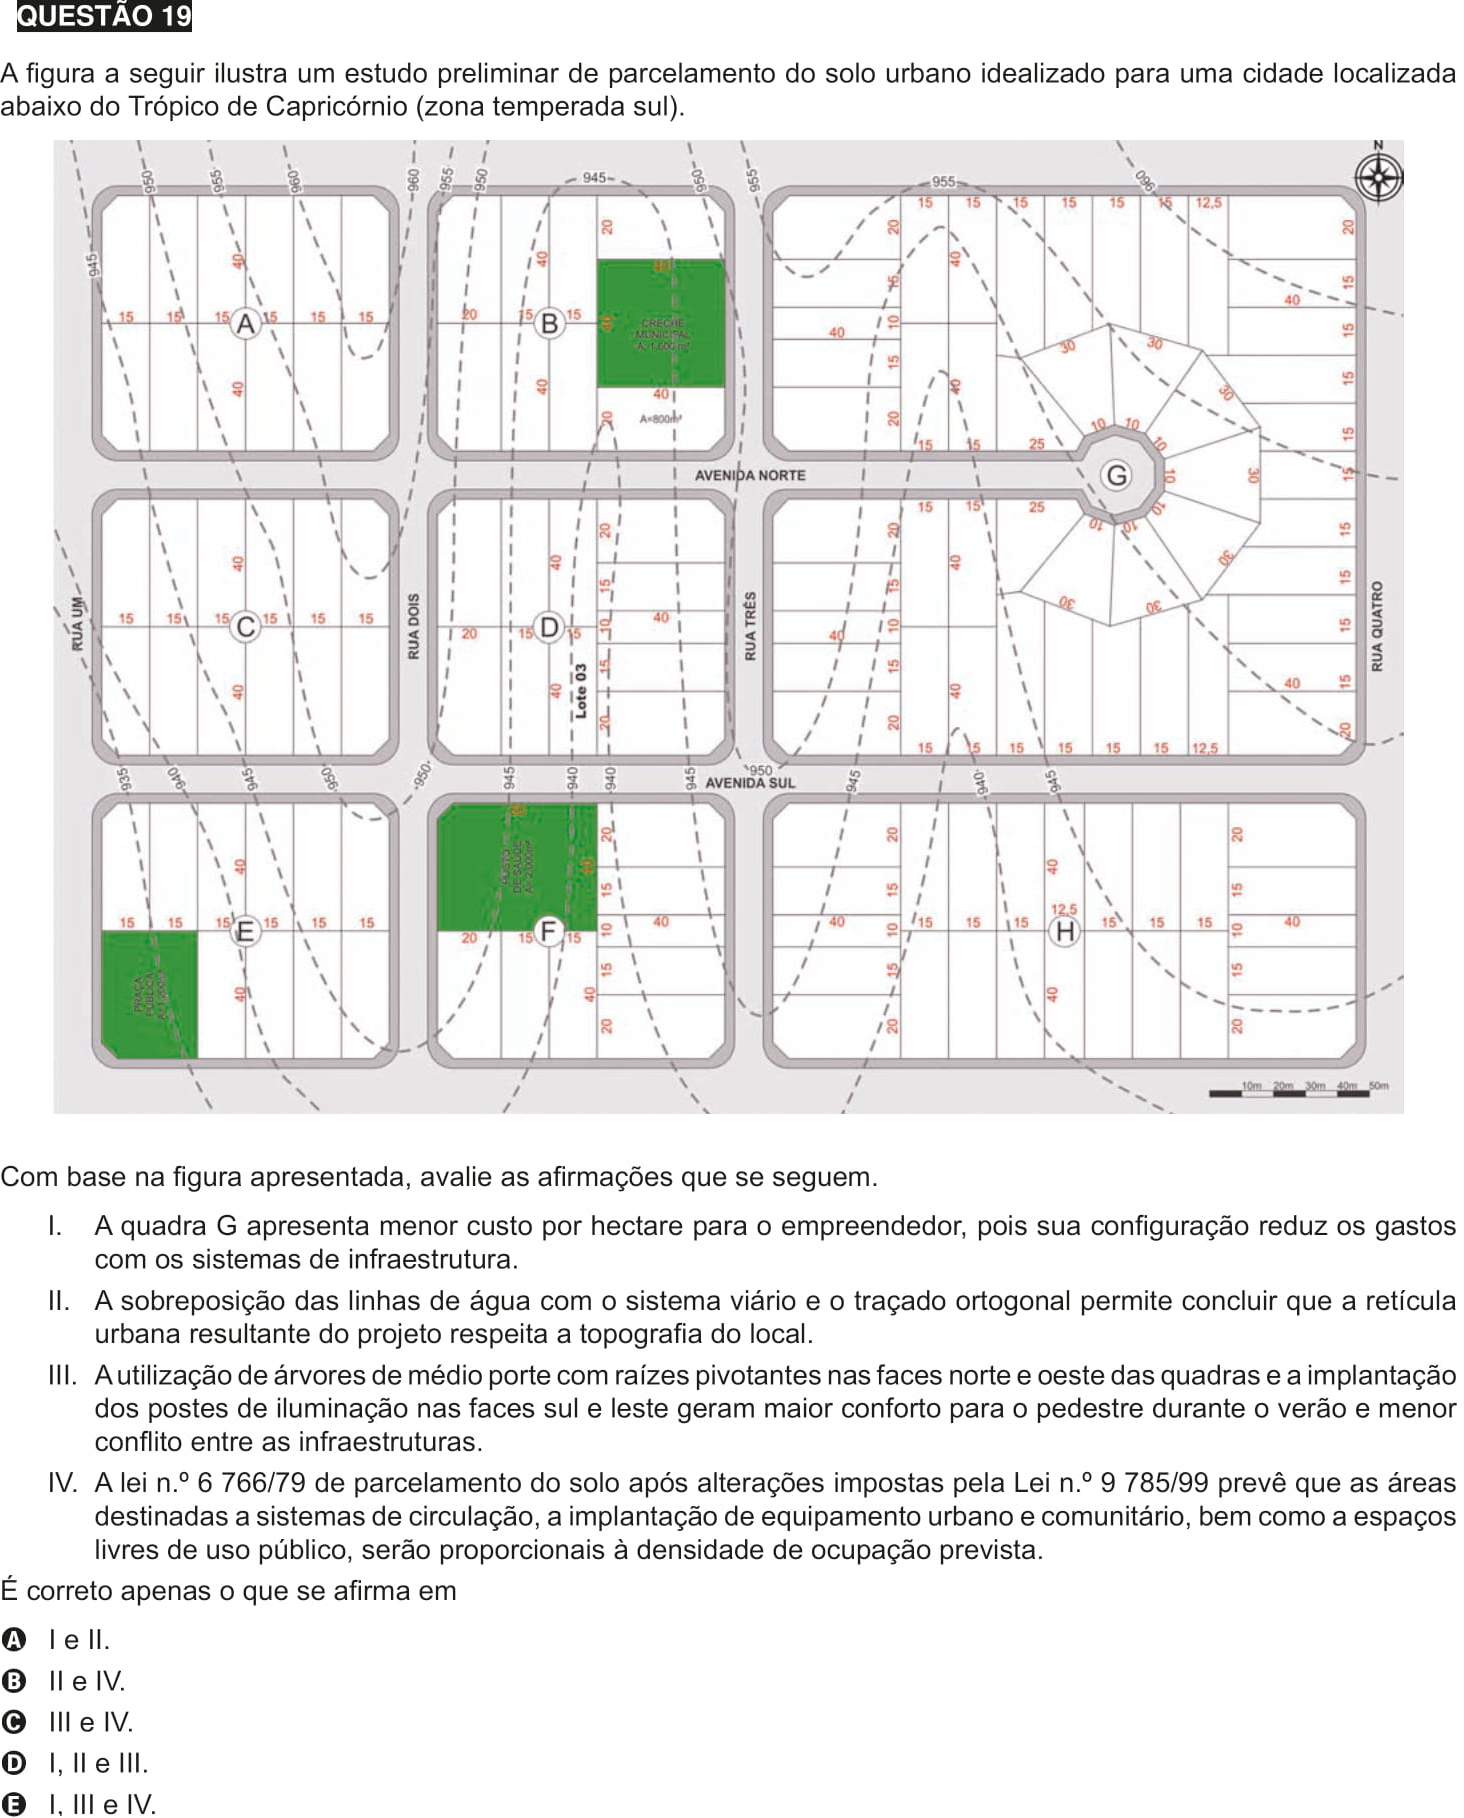 QUESTÃO 19
A figura a seguir ilustra um estudo preliminar de parcelamento do solo urbano idealizado para uma cidade localizada
abaixo do Trópico de Capricórnio (zona temperada sul).
N
945 950 955 960 960 955 950 945 950 955 955 960
15 15 15 15 15 15 12,5
20 40 40 20 40 20 40 15
15 15 15 15 15 15
A
20 15 15
B
40 CRECHE
MUNICIPAL
A: 1.600 m²
40
10 40 15
40 15
30 30 30
40 40 20 A=800m² 15 20 40 15
15 15 25 10 10 10
AVENIDA NORTE
G
10 30 15
15 15 25 10 10 10
40 40 20 15 20 15 40 30 15
30 30
RUA UM
15 15 15 15 15 15
C
RUA DOIS
20 15 15
D
10 40
RUA TRÊS
40 10 15
RUA QUATRO
40 40 Lote 03 15 20 15 20 40 40 15 20
15 15 15 15 15 15 12,5
935 940 945 950 950 945 940 940 945 950 945 940 945
AVENIDA SUL
40 POSTO
DE SAÚDE
A= 2.000m²
40 20 15 20 15 40 20 15
15 15 15 15 15 15
E
20 15 15
F
10 40
40 10 15 15 15 12,5 15 15 15 10 40
H
PRAÇA
PÚBLICA
A= 1.200m²
40 40 15 20 15 20 40 15 20
10m 20m 30m 40m 50m
Com base na figura apresentada, avalie as afirmações que se seguem.
I. A quadra G apresenta menor custo por hectare para o empreendedor, pois sua configuração reduz os gastos
com os sistemas de infraestrutura.
II. A sobreposição das linhas de água com o sistema viário e o traçado ortogonal permite concluir que a retícula
urbana resultante do projeto respeita a topografia do local.
III. A utilização de árvores de médio porte com raízes pivotantes nas faces norte e oeste das quadras e a implantação
dos postes de iluminação nas faces sul e leste geram maior conforto para o pedestre durante o verão e menor
conflito entre as infraestruturas.
IV. A lei n.º 6 766/79 de parcelamento do solo após alterações impostas pela Lei n.º 9 785/99 prevê que as áreas
destinadas a sistemas de circulação, a implantação de equipamento urbano e comunitário, bem como a espaços
livres de uso público, serão proporcionais à densidade de ocupação prevista.
É correto apenas o que se afirma em
A I e II.
B II e IV.
C III e IV.
D I, II e III.
E I, III e IV.